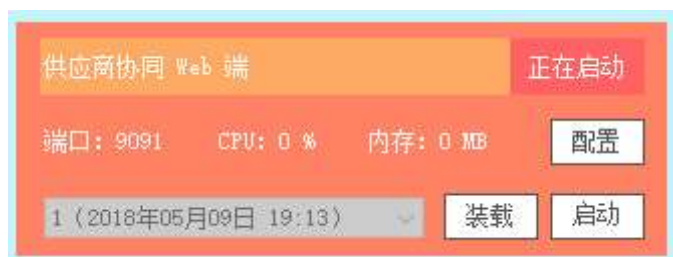 供应商协同 Web 端 正在启动
端口: 9091 CPU: 0 % 内存: 0 MB 配置
1（2018年05月09日 19:13） 装载 启动